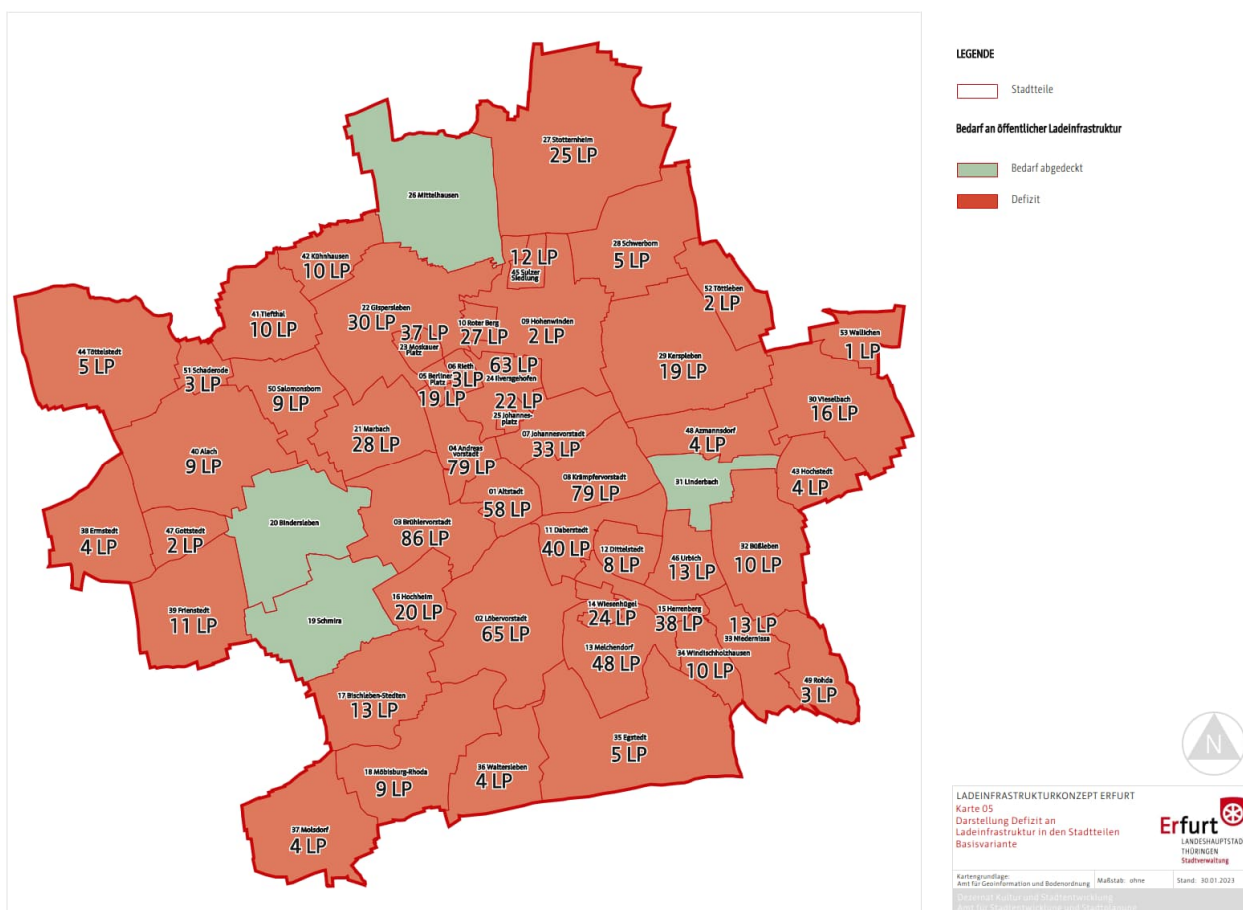 27 Stotternheim
25 LP
26 Mittelhausen
28 Schwerborn
5 LP
12 LP
45 Sulzer
Siedlung
42 Kühnhausen
10 LP
52 Töttleben
2 LP
41 Tiefthal
10 LP
22 Gispersleben
30 LP
37 LP
23 Moskauer
Platz
10 Roter Berg
27 LP
09 Hohenwinden
2 LP
53 Wallichen
1 LP
44 Töttelstedt
5 LP
51 Schaderode
3 LP
29 Kerspleben
19 LP
06 Rieth
3LP
63 LP
24 Ilversgehofen
05 Berliner
Platz
19 LP
50 Salomonsborn
9 LP
22 LP
25 Johannes-
platz
30 Vieselbach
16 LP
21 Marbach
28 LP
07 Johannesvorstadt
33 LP
48 Azmannsdorf
4 LP
40 Alach
9 LP
04 Andreas
vorstadt
79 LP
08 Krämpfervorstadt
79 LP
31 Linderbach
43 Hochstedt
4 LP
01 Altstadt
58 LP
20 Bindersleben
03 Brühlervorstadt
86 LP
38 Ermstedt
4 LP
47 Gottstedt
2 LP
11 Daberstedt
40 LP
12 Dittelstedt
8 LP
46 Urbich
13 LP
32 Büßleben
10 LP
39 Frienstedt
11 LP
19 Schmira
16 Hochheim
20 LP
02 Löbervorstadt
65 LP
14 Wiesenhügel
24 LP
15 Herrenberg
38 LP
13 LP
33 Niedernissa
13 Melchendorf
48 LP
34 Windischholzhausen
10 LP
49 Rohda
3 LP
17 Bischleben-Stedten
13 LP
35 Egstedt
5 LP
18 Möbisburg-Rhoda
9 LP
36 Waltersleben
4 LP
37 Molsdorf
4 LP
LEGENDE
Stadtteile
Bedarf an öffentlicher Ladeinfrastruktur
Bedarf abgedeckt
Defizit
N
LADEINFRASTRUKTURKONZEPT ERFURT
Karte 05
Darstellung Defizit an
Ladeinfrastruktur in den Stadtteilen
Basisvariante
Erfurt
LANDESHAUPTSTAD
THÜRINGEN
Stadtverwaltung
Kartengrundlage:
Amt für Geoinformation und Bodenordnung
Maßstab: ohne
Stand: 30.01.2023
Dezernat Kultur und Stadtentwicklung
Amt für Stadtentwicklung und Stadtplanung